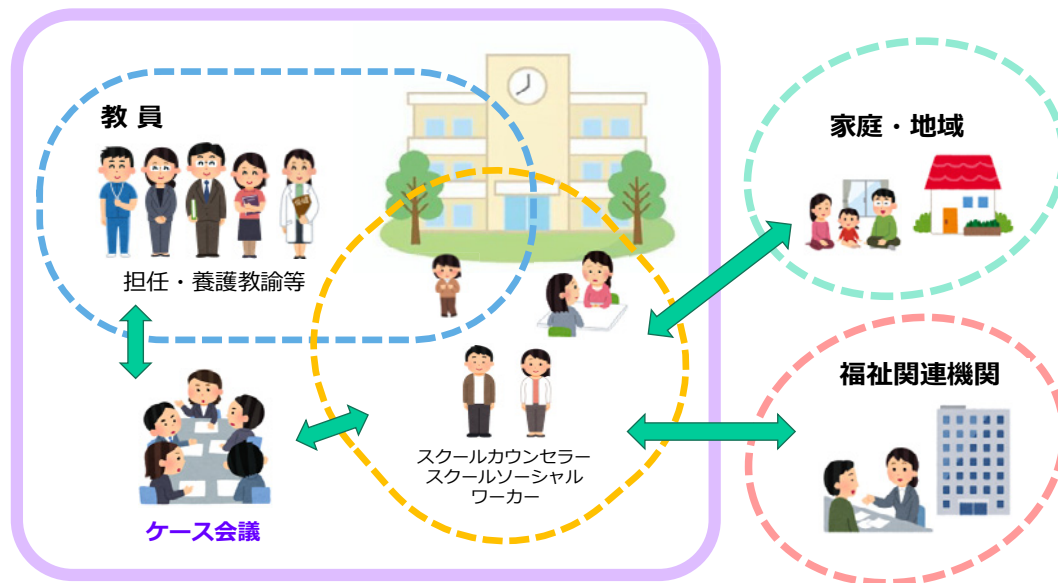 教 員
担任・養護教諭等
ケース会議
スクールカウンセラー
スクールソーシャル
ワーカー
家庭・地域
福祉関連機関